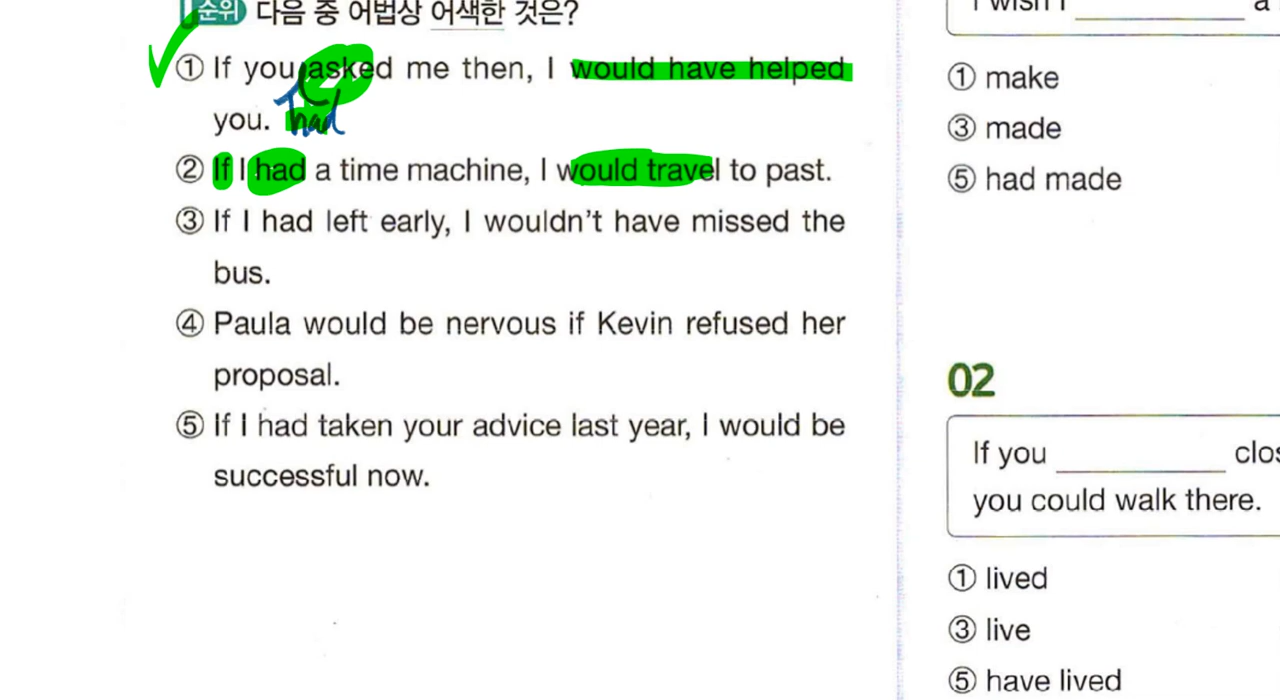 순위 다음 중 어법상 어색한 것은?
① If you asked me then, I would have helped
had
you.
② If I had a time machine, I would travel to past.
③ If I had left early, I wouldn't have missed the
bus.
④ Paula would be nervous if Kevin refused her
proposal.
⑤ If I had taken your advice last year, I would be
successful now.
I wish I ________ a
① make
③ made
⑤ had made
02
If you ________ clos
you could walk there.
① lived
③ live
⑤ have lived